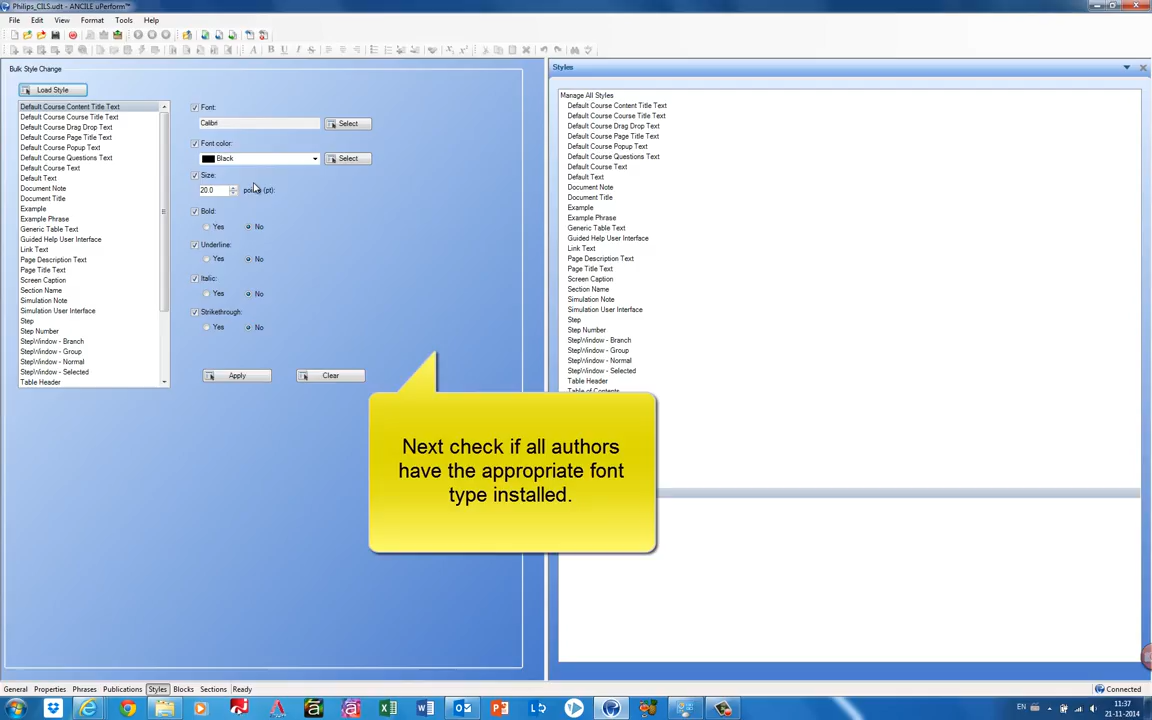 Philips_CILS.udt - ANCILE uPerform™
File Edit View Format Tools Help
Bulk Style Change
Load Style
Default Course Content Title Text
Default Course Course Title Text
Default Course Drag Drop Text
Default Course Page Title Text
Default Course Popup Text
Default Course Questions Text
Default Course Text
Default Text
Document Note
Document Title
Example
Example Phrase
Generic Table Text
Guided Help User Interface
Link Text
Page Description Text
Page Title Text
Screen Caption
Section Name
Simulation Note
Simulation User Interface
Step
Step Number
StepWindow - Branch
StepWindow - Group
StepWindow - Normal
StepWindow - Selected
Table Header
Font:
Calibri
Select
Font color:
Black
Select
Size:
20.0
points (pt):
Bold:
Yes No
Underline:
Yes No
Italic:
Yes No
Strikethrough:
Yes No
Apply Clear
Next check if all authors
have the appropriate font
type installed.
Styles
Manage All Styles
Default Course Content Title Text
Default Course Course Title Text
Default Course Drag Drop Text
Default Course Page Title Text
Default Course Popup Text
Default Course Questions Text
Default Course Text
Default Text
Document Note
Document Title
Example
Example Phrase
Generic Table Text
Guided Help User Interface
Link Text
Page Description Text
Page Title Text
Screen Caption
Section Name
Simulation Note
Simulation User Interface
Step
Step Number
StepWindow - Branch
StepWindow - Group
StepWindow - Normal
StepWindow - Selected
Table Header
Table of Contents
General Properties Phrases Publications Styles Blocks Sections Ready
Connected
EN
11:37
21-11-2014